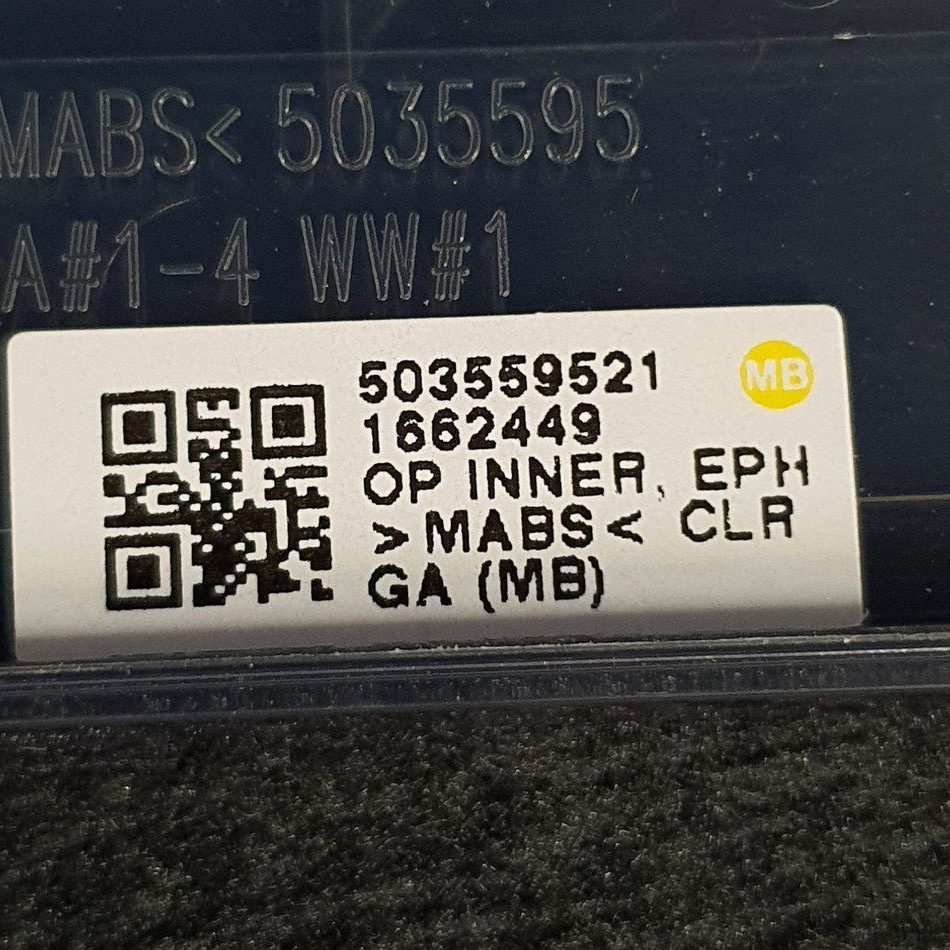 MABS< 5035595
A#1-4 WW#1
503559521
MB
1662449
OP INNER, EPH
>MABS< CLR
GA (MB)